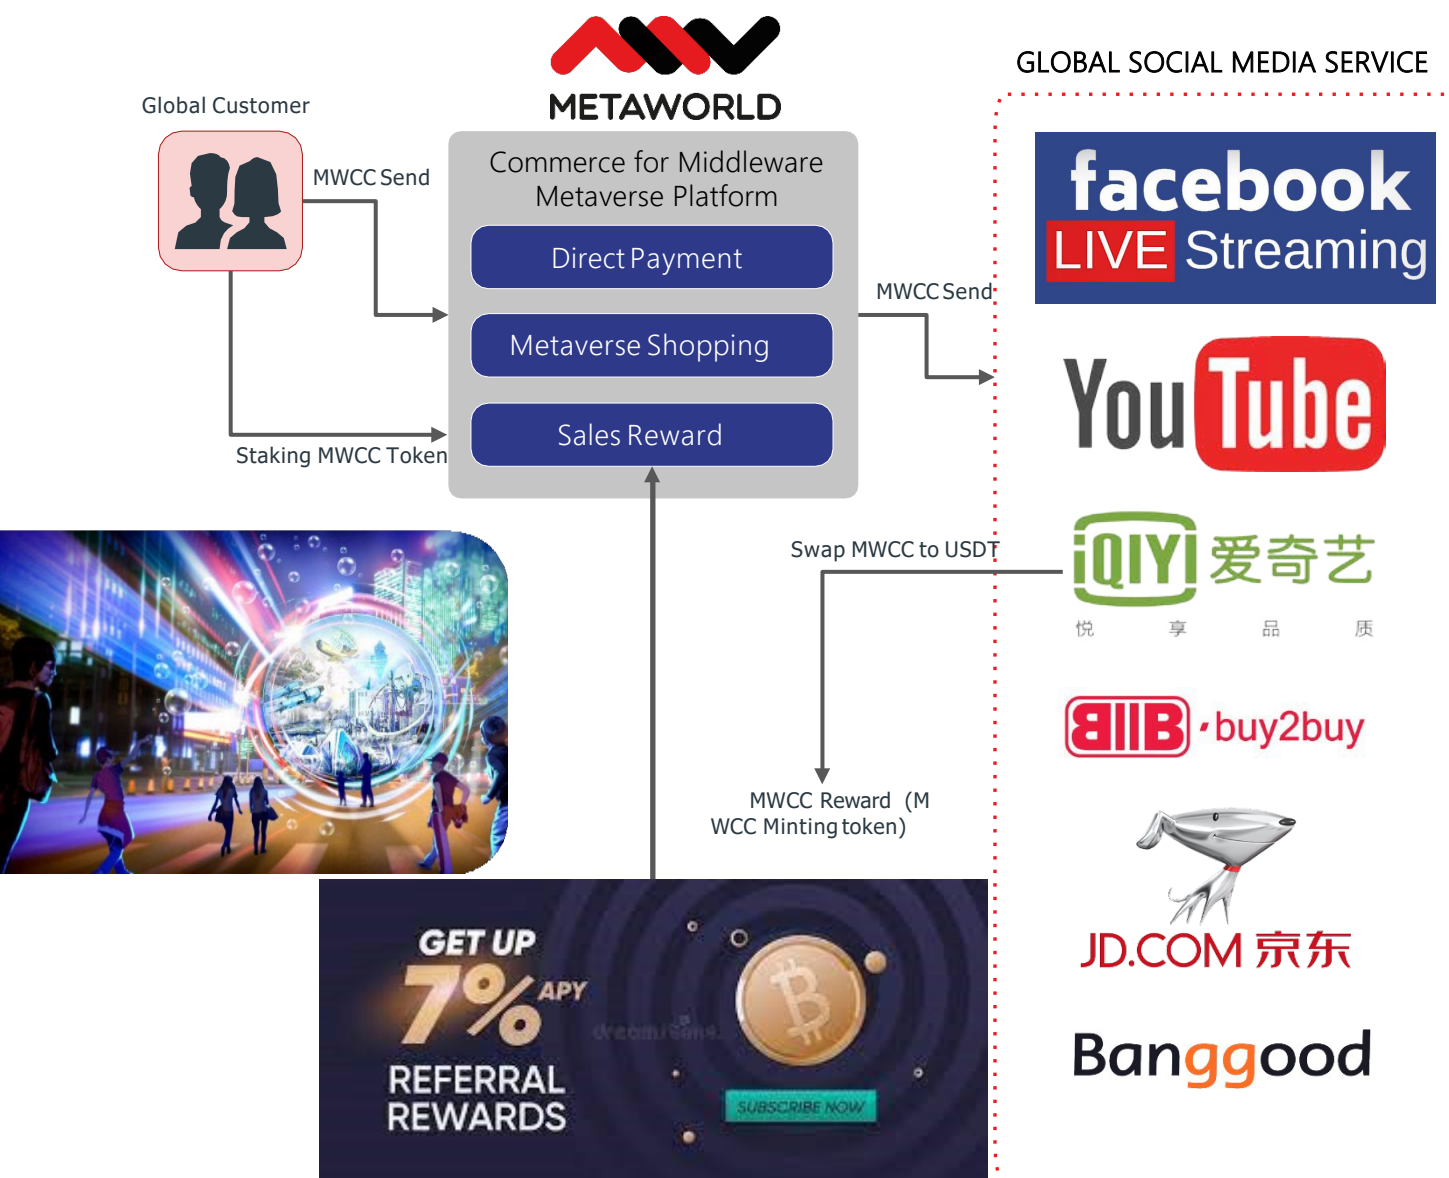 METAWORLD
GLOBAL SOCIAL MEDIA SERVICE
Global Customer
MWCC Send
Commerce for Middleware
Metaverse Platform
Direct Payment
Metaverse Shopping
Sales Reward
MWCC Send
Staking MWCC Token
facebook
LIVE Streaming
YouTube
Swap MWCC to USDT
iQIYI 爱奇艺
悦 享 品 质
buy2buy
MWCC Reward (M
WCC Minting token)
JD.COM 京东
Banggood
GET UP
7% APY
REFERRAL
REWARDS
dreamstime
SUBSCRIBE NOW